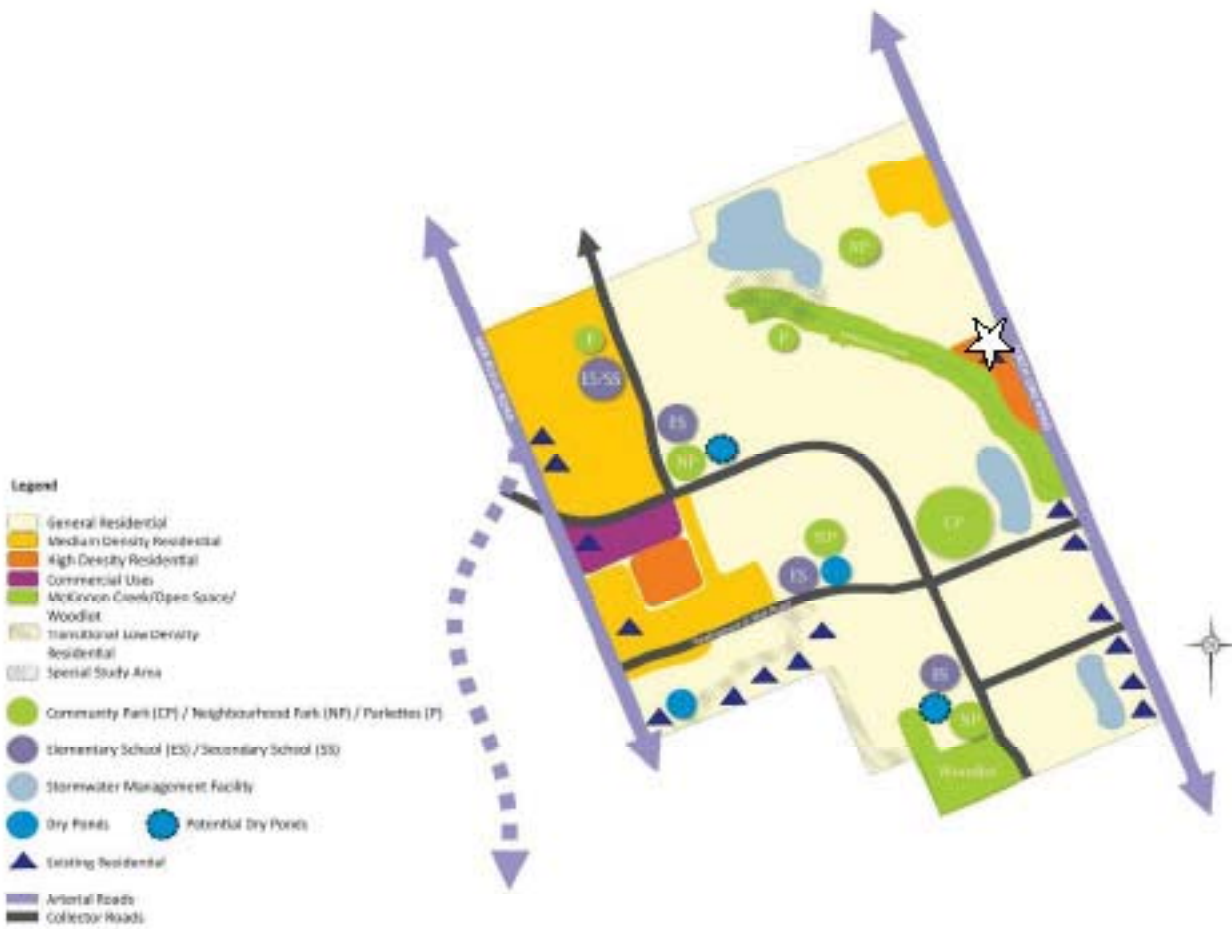 Legend
General Residential
Medium Density Residential
High Density Residential
Commercial Uses
McKinnon Creek/Open Space/
Woodlot
Transitional Low Density
Residential
Special Study Area
Community Park (CP) / Neighbourhood Park (NP) / Parkettes (P)
Elementary School (ES) / Secondary School (SS)
Stormwater Management Facility
Dry Ponds
Potential Dry Ponds
Existing Residential
Arterial Roads
Collector Roads
NP
P
P
ES/SS
ES
NP
CP
NP
ES
ES
NP
Woodlot